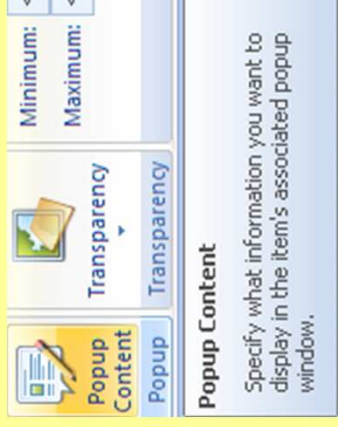 Popup
Content
Popup
Transparency
Transparency
Minimum:
Maximum:
Popup Content
Specify what information you want to
display in the item's associated popup
window.